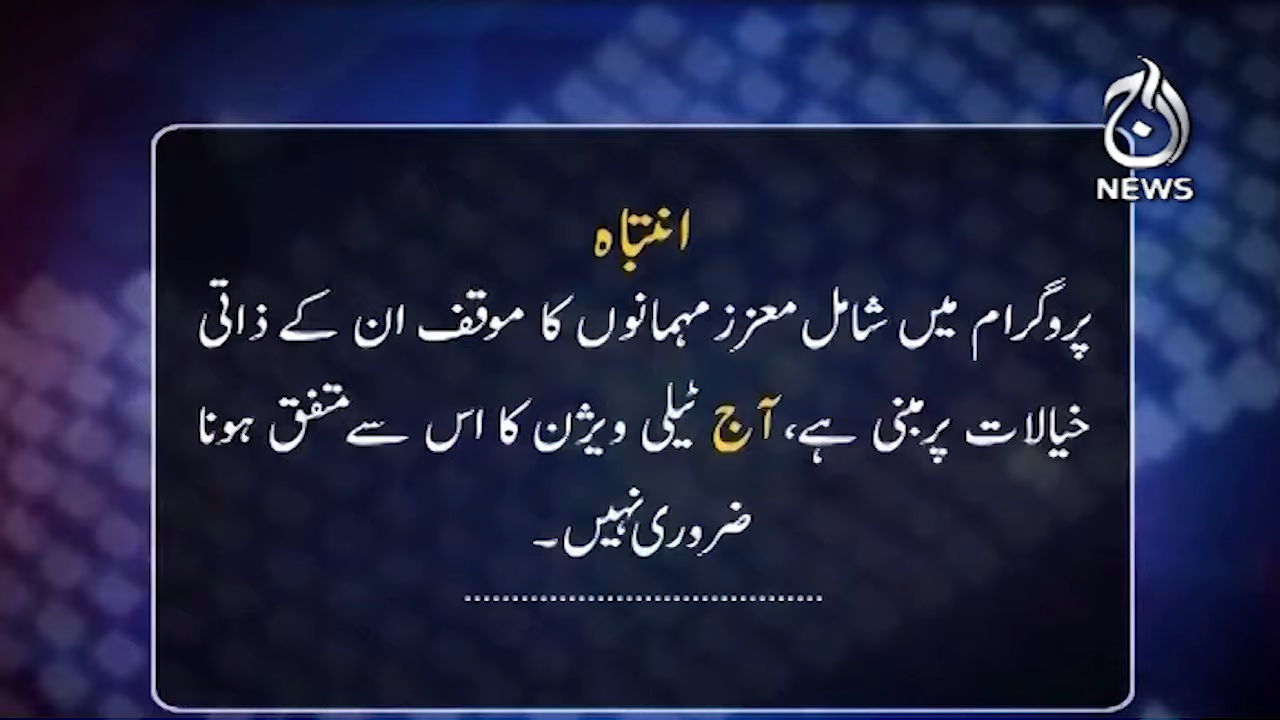 آج
NEWS
انتباہ
پروگرام میں شامل معزز مہمانوں کا موقف ان کے ذاتی
خیالات پر مبنی ہے، آج ٹیلی ویژن کا اس سے متفق ہونا
ضروری نہیں۔